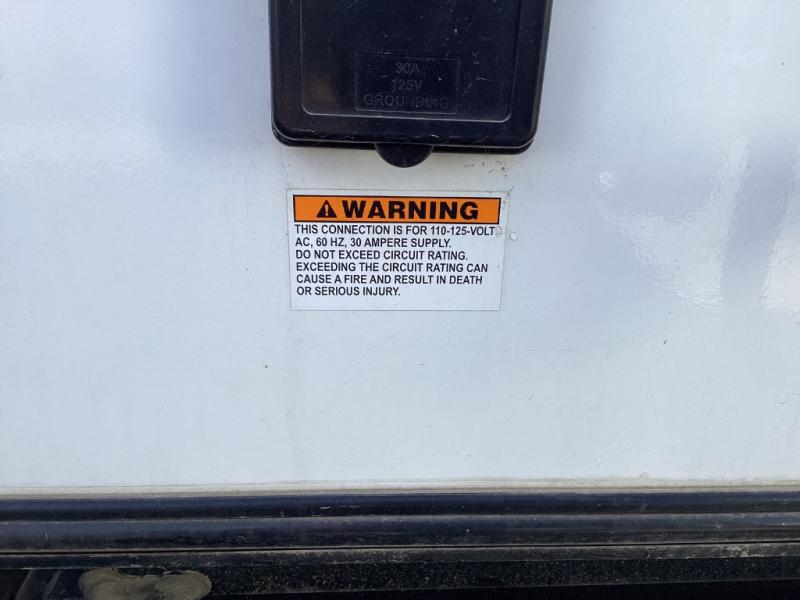 30A
125V
GROUNDING
WARNING
THIS CONNECTION IS FOR 110-125-VOLT
AC, 60 HZ, 30 AMPERE SUPPLY.
DO NOT EXCEED CIRCUIT RATING.
EXCEEDING THE CIRCUIT RATING CAN
CAUSE A FIRE AND RESULT IN DEATH
OR SERIOUS INJURY.